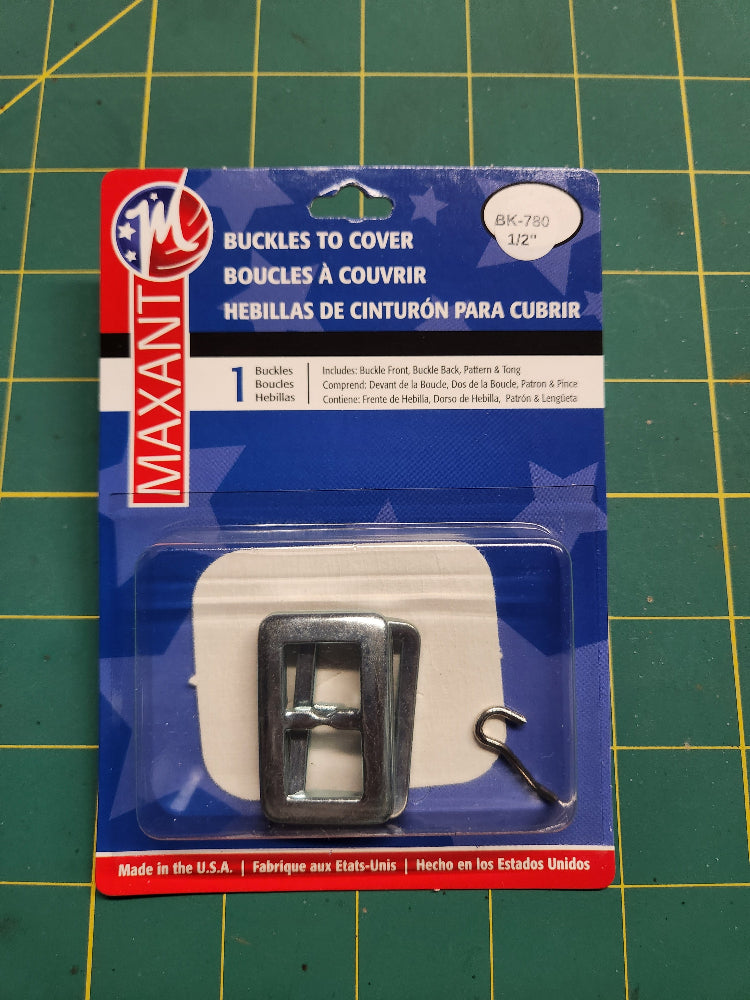 M
MAXANT
BK-780
1/2"
BUCKLES TO COVER
BOUCLES À COUVRIR
HEBILLAS DE CINTURÓN PARA CUBRIR
1
Buckles
Boucles
Hebillas
Includes: Buckle Front, Buckle Back, Pattern & Tong
Comprend: Devant de la Boucle, Dos de la Boucle, Patron & Pince
Contiene: Frente de Hebilla, Dorso de Hebilla, Patrón & Lengüeta
Made in the U.S.A. | Fabrique aux Etats-Unis | Hecho en los Estados Unidos